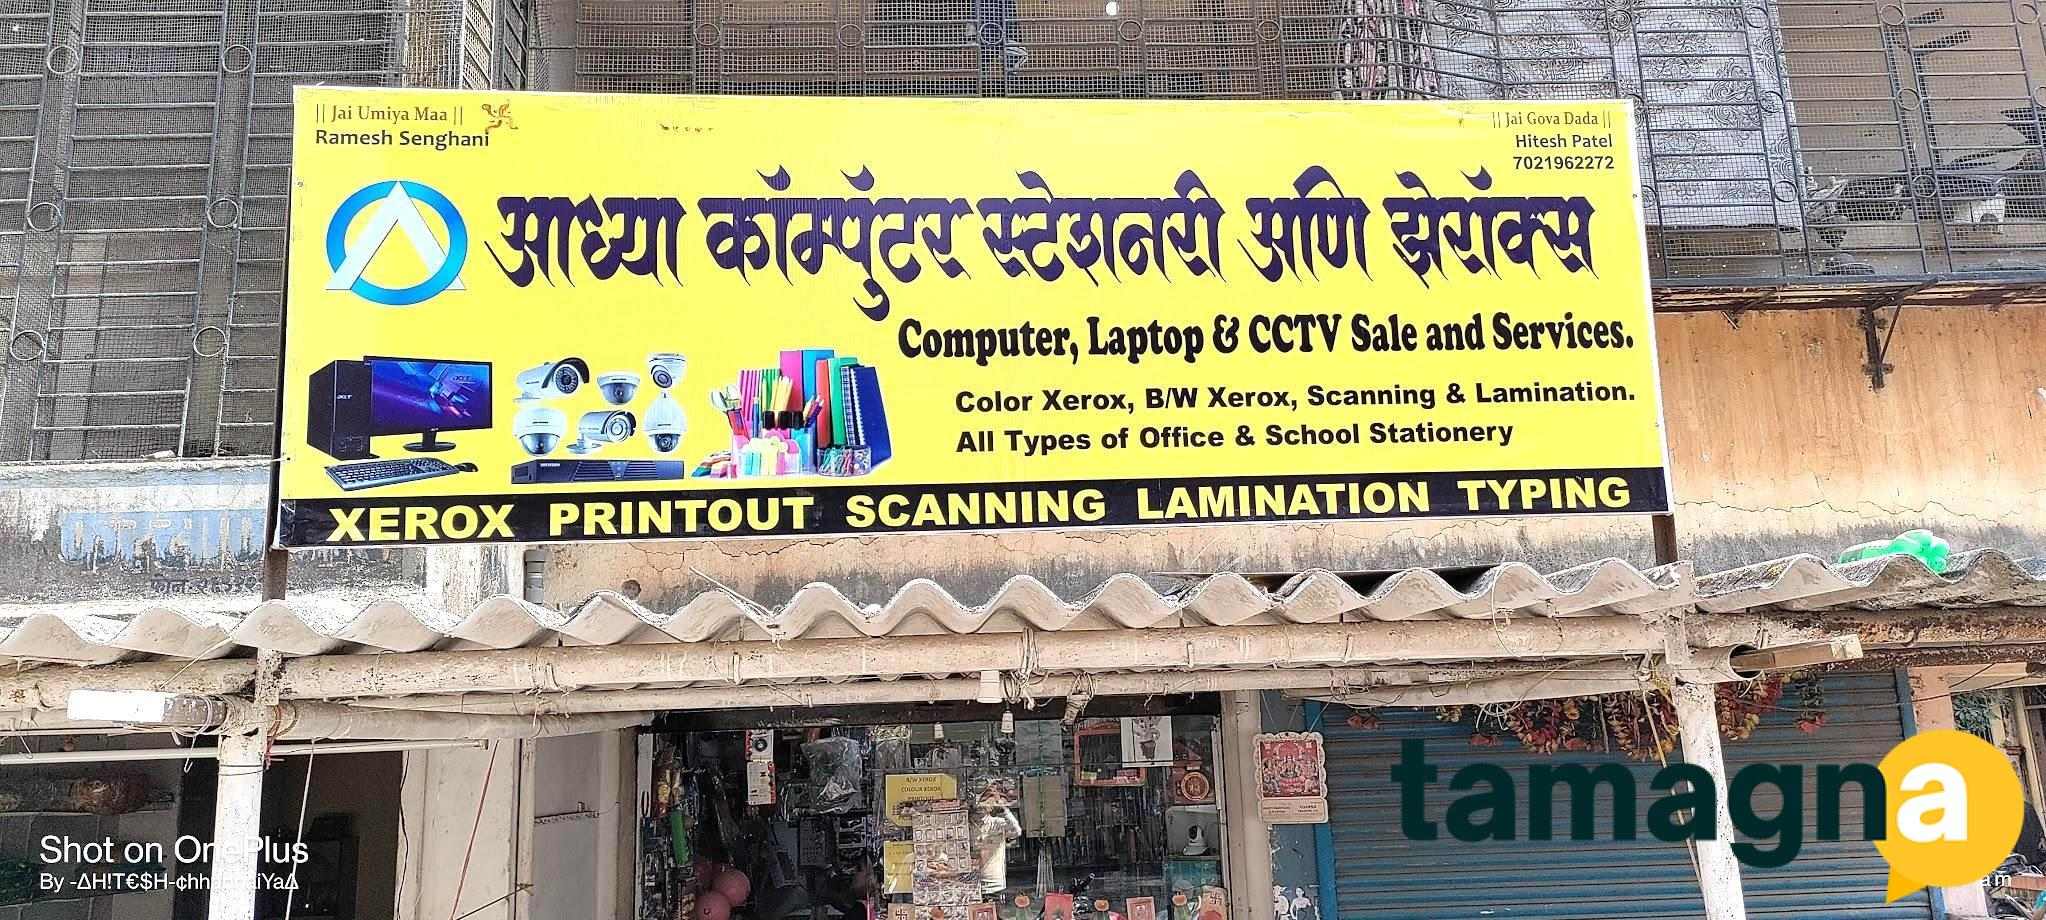 || Jai Umiya Maa ||
Ramesh Senghani
|| Jai Gova Dada ||
Hitesh Patel
7021962272
आध्या कॉम्प्युटर स्टेशनरी आणि झेरॉक्स
Computer, Laptop & CCTV Sale and Services.
Color Xerox, B/W Xerox, Scanning & Lamination.
All Types of Office & School Stationery
XEROX PRINTOUT SCANNING LAMINATION TYPING
B/W XEROX
COLOUR XEROX
tamagna
Shot on OnePlus
am